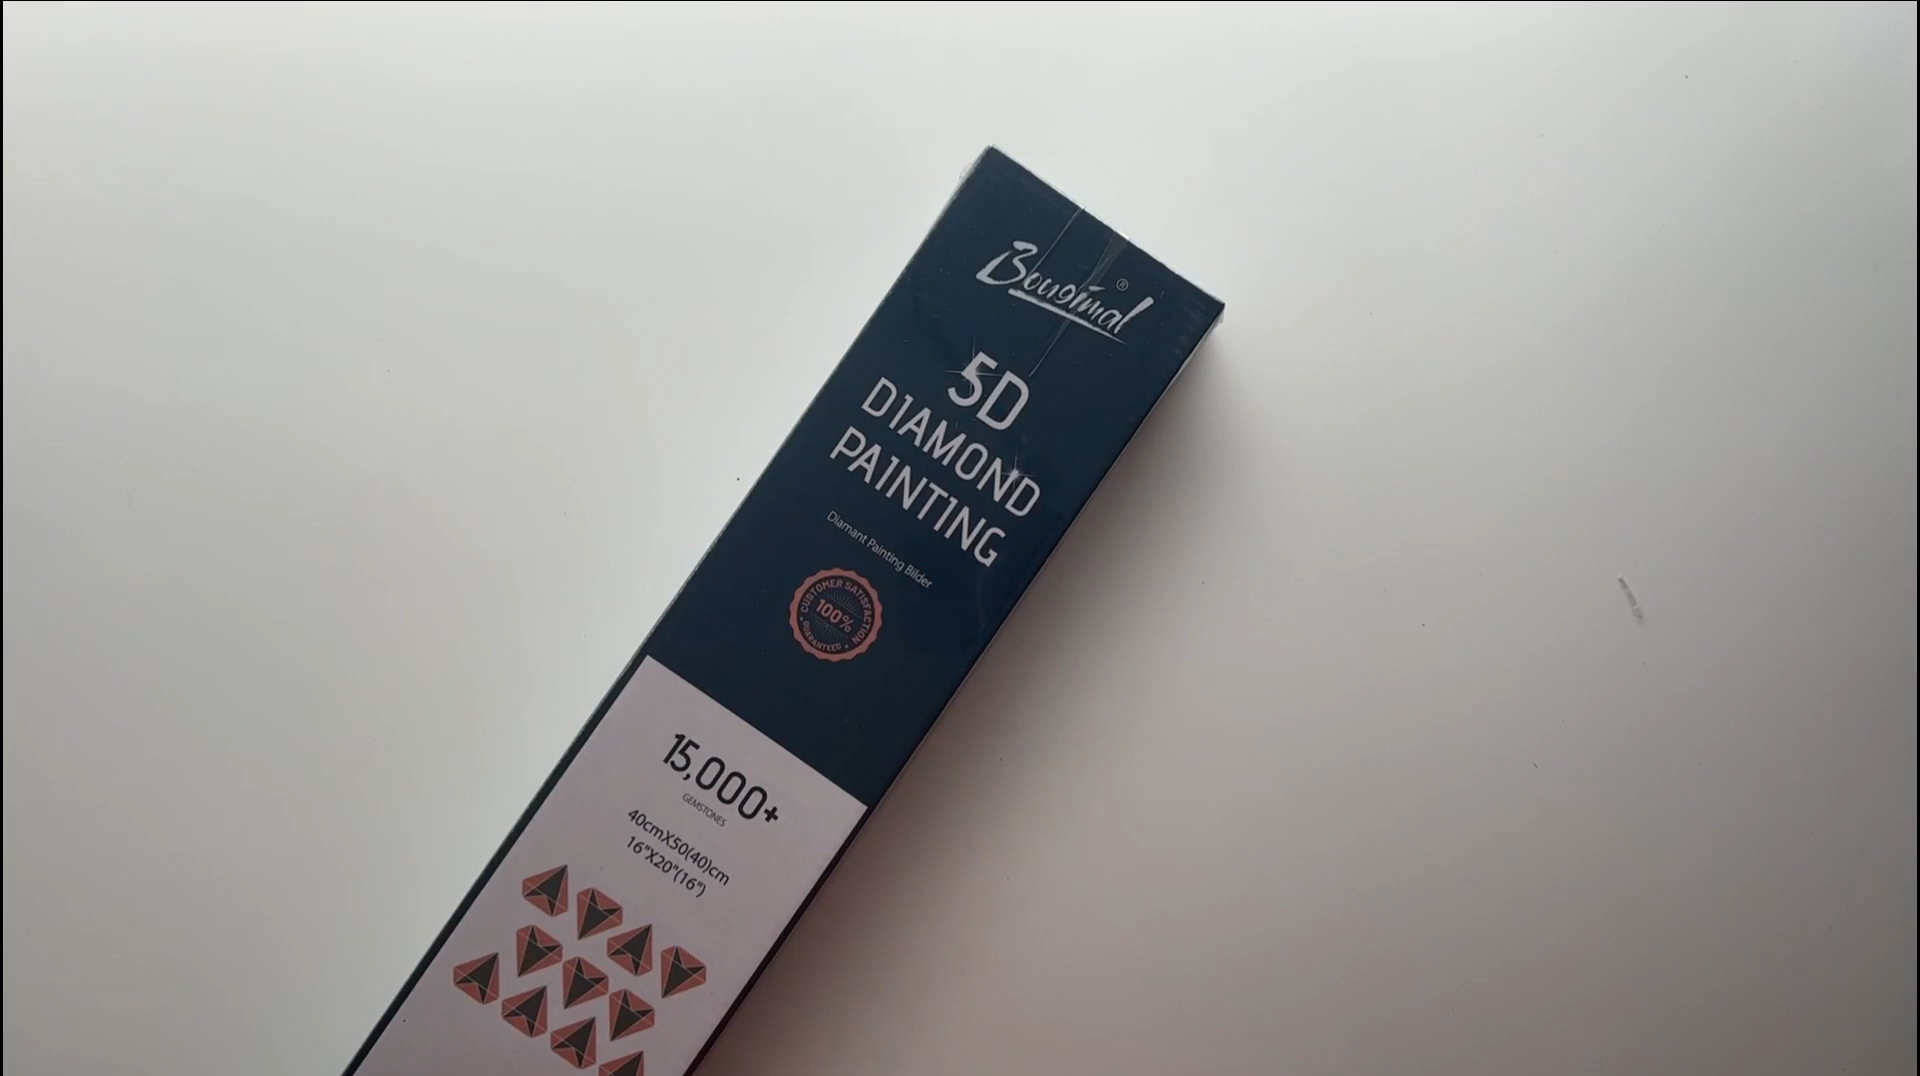 Bougimal®
5D
DIAMOND
PAINTING
Diamant Painting Bilder
CUSTOMER SATISFACTION
100%
GUARANTEED
15,000+
GEMSTONES
40cmX50(40)cm
16"X20"(16")